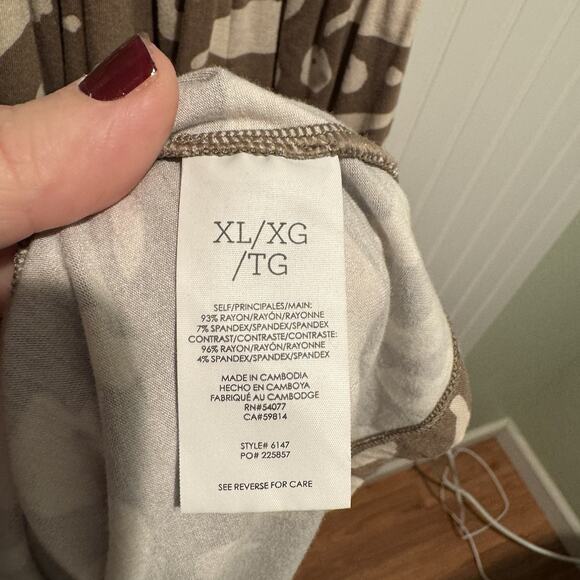 XL/XG
/TG
SELF/PRINCIPALES/MAIN:
93% RAYON/RAYÓN/RAYONNE
7% SPANDEX/SPANDEX/SPANDEX
CONTRAST/CONTRASTE/CONTRASTE:
96% RAYON/RAYÓN/RAYONNE
4% SPANDEX/SPANDEX/SPANDEX
MADE IN CAMBODIA
HECHO EN CAMBOYA
FABRIQUÉ AU CAMBODGE
RN#54077
CA#59814
STYLE# 6147
PO# 225857
SEE REVERSE FOR CARE